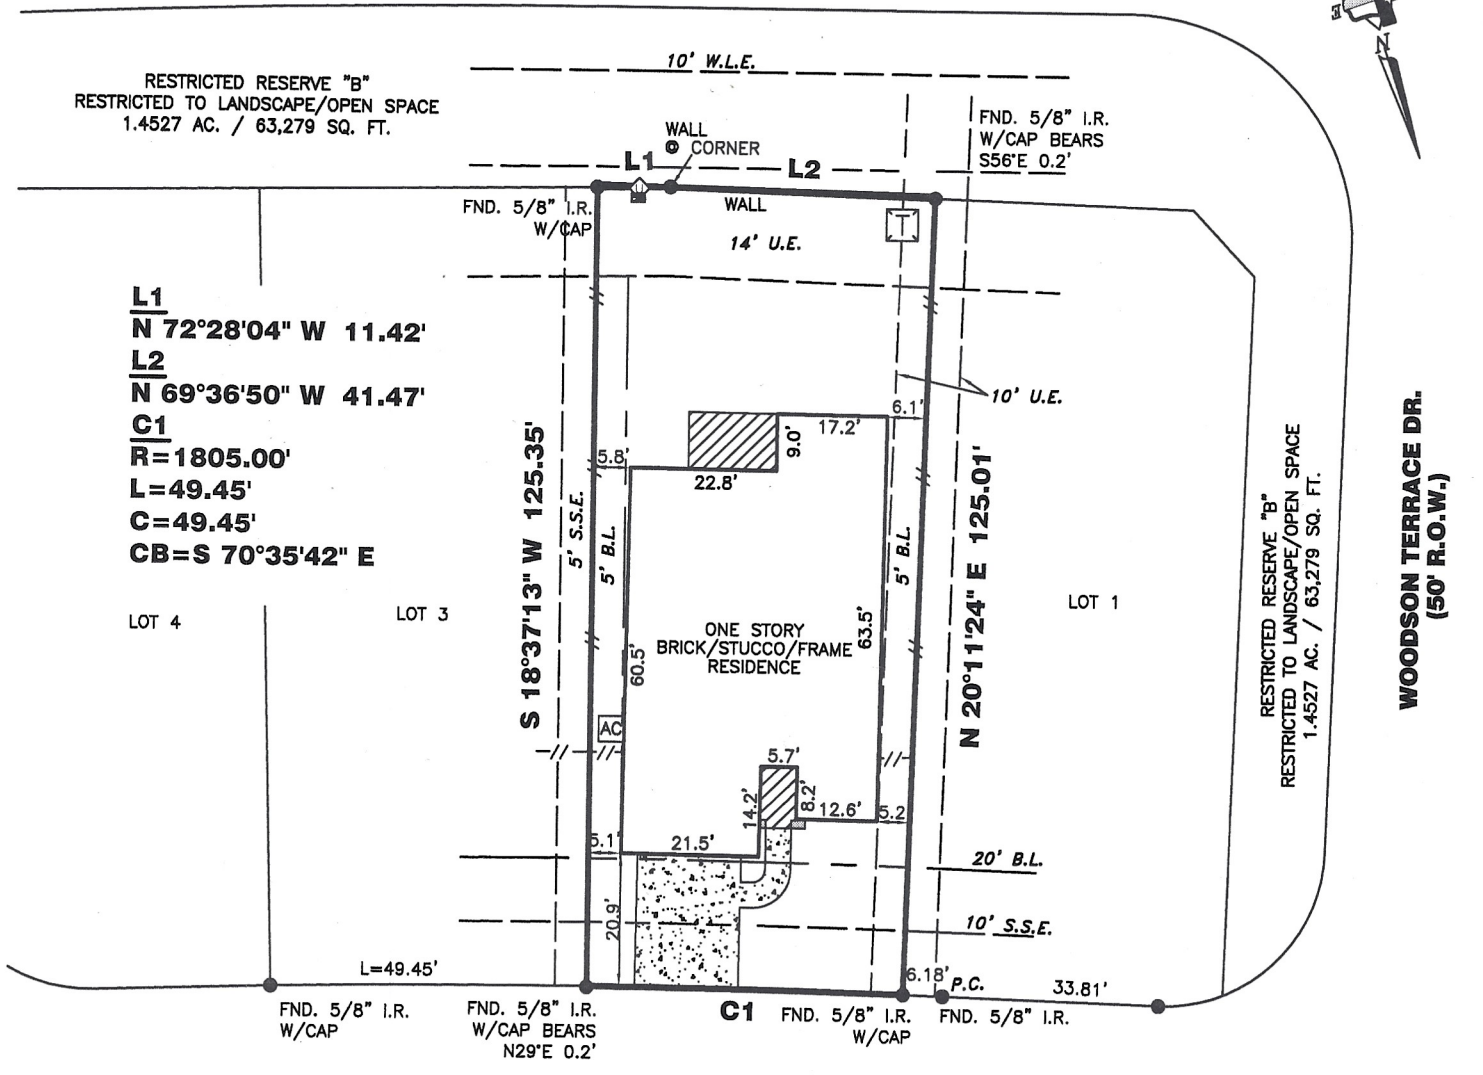 10' W.L.E.
RESTRICTED RESERVE "B"
RESTRICTED TO LANDSCAPE/OPEN SPACE
1.4527 AC. / 63,279 SQ. FT.
E
N
FND. 5/8" I.R.
W/CAP BEARS
S56°E 0.2'
WALL
CORNER
L1
L2
FND. 5/8" I.R.
W/CAP
WALL
T
14' U.E.
L1
N 72°28'04" W 11.42'
L2
N 69°36'50" W 41.47'
C1
R=1805.00'
L=49.45'
C=49.45'
CB=S 70°35'42" E
10' U.E.
6.1'
17.2'
9.0'
5.8'
22.8'
S 18°37'13" W 125.35'
5' S.S.E.
5' B.L.
5' B.L.
N 20°11'24" E 125.01'
LOT 4
LOT 3
LOT 1
ONE STORY
BRICK/STUCCO/FRAME
RESIDENCE
60.5'
63.5'
RESTRICTED RESERVE "B"
RESTRICTED TO LANDSCAPE/OPEN SPACE
1.4527 AC. / 63,279 SQ. FT.
WOODSON TERRACE DR.
(50' R.O.W.)
AC
5.7'
14.2'
8.2'
12.6'
5.2
5.1'
21.5'
20' B.L.
20.9'
10' S.S.E.
L=49.45'
6.18'
P.C.
33.81'
FND. 5/8" I.R.
W/CAP
FND. 5/8" I.R.
W/CAP BEARS
N29°E 0.2'
C1
FND. 5/8" I.R.
W/CAP
FND. 5/8" I.R.